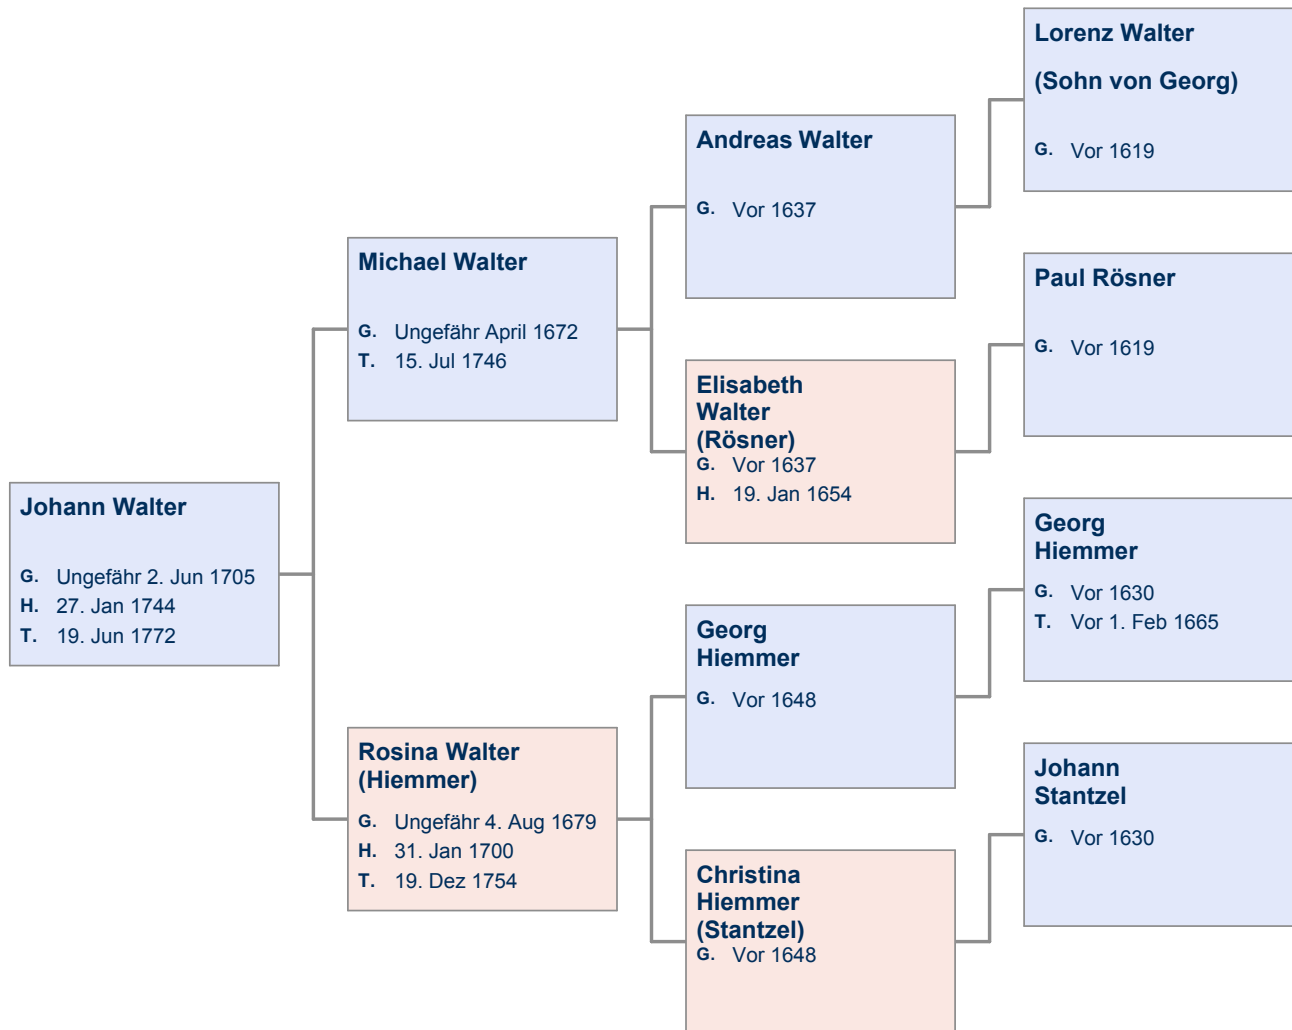 Johann Walter
G. Ungefähr 2. Jun 1705
H. 27. Jan 1744
T. 19. Jun 1772
Michael Walter
G. Ungefähr April 1672
T. 15. Jul 1746
Rosina Walter
(Hiemmer)
G. Ungefähr 4. Aug 1679
H. 31. Jan 1700
T. 19. Dez 1754
Andreas Walter
G. Vor 1637
Elisabeth
Walter
(Rösner)
G. Vor 1637
H. 19. Jan 1654
Georg
Hiemmer
G. Vor 1648
Christina
Hiemmer
(Stantzel)
G. Vor 1648
Lorenz Walter
(Sohn von Georg)
G. Vor 1619
Paul Rösner
G. Vor 1619
Georg
Hiemmer
G. Vor 1630
T. Vor 1. Feb 1665
Johann
Stantzel
G. Vor 1630